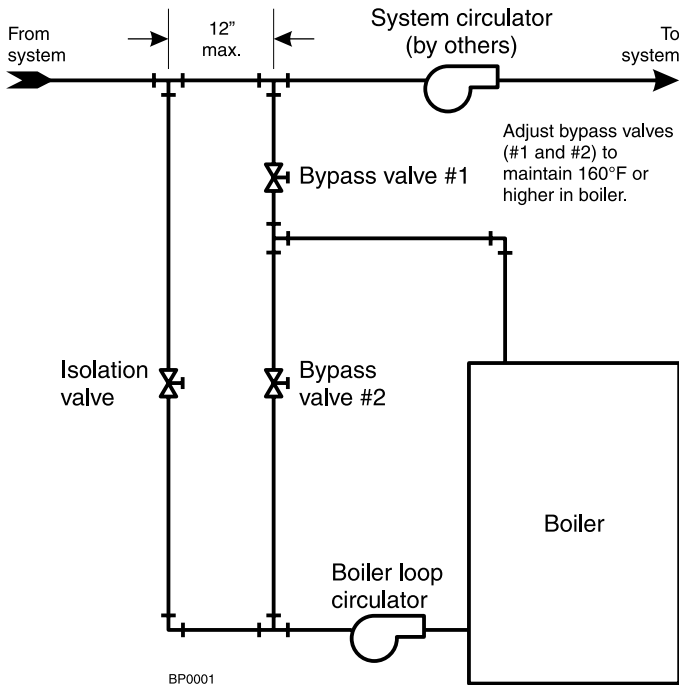 From
system
12”
max.
System circulator
(by others)
To
system
Adjust bypass valves
(#1 and #2) to
maintain 160°F or
higher in boiler.
Bypass valve #1
Isolation
valve
Bypass
valve #2
Boiler
Boiler loop
circulator
BP0001